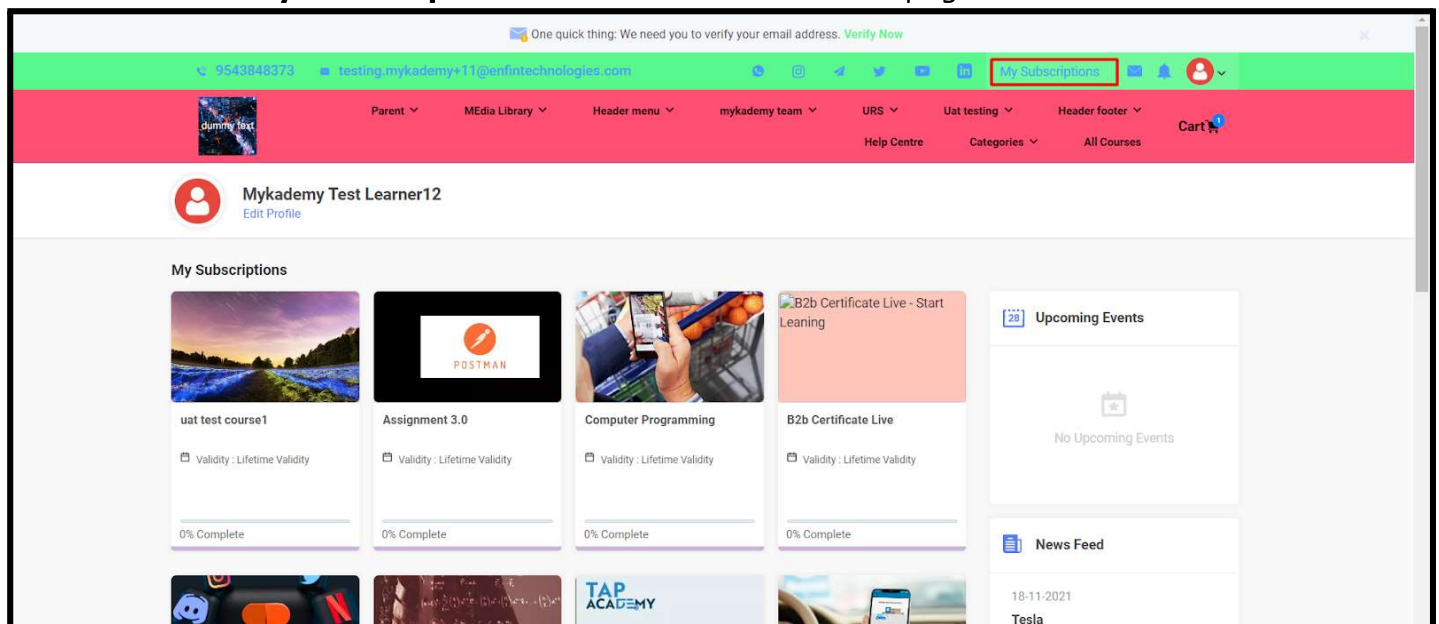 One quick thing: We need you to verify your email address. Verify Now
9543848373 testing.mykademy+11@enfintechnologies.com My Subscriptions
dummy text
Parent MEdia Library Header menu mykademy team URS Uat testing Header footer
Help Centre Categories All Courses
Cart 1
Mykademy Test Learner12
Edit Profile
My Subscriptions
POSTMAN
B2b Certificate Live - Start
Leaning
uat test course1
Validity : Lifetime Validity
0% Complete
Assignment 3.0
Validity : Lifetime Validity
0% Complete
Computer Programming
Validity : Lifetime Validity
0% Complete
B2b Certificate Live
Validity : Lifetime Validity
0% Complete
TAP
ACADEMY
28 Upcoming Events
No Upcoming Events
News Feed
18-11-2021
Tesla